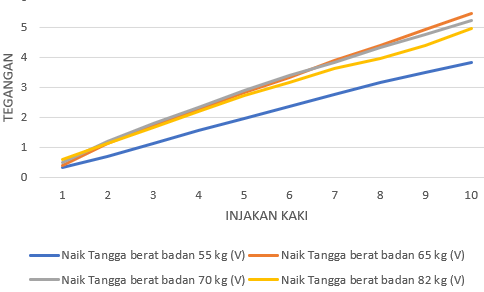 5
4
3
2
1
0
TEGANGAN
1 2 3 4 5 6 7 8 9 10
INJAKAN KAKI
Naik Tangga berat badan 55 kg (V) Naik Tangga berat badan 65 kg (V)
Naik Tangga berat badan 70 kg (V) Naik Tangga berat badan 82 kg (V)